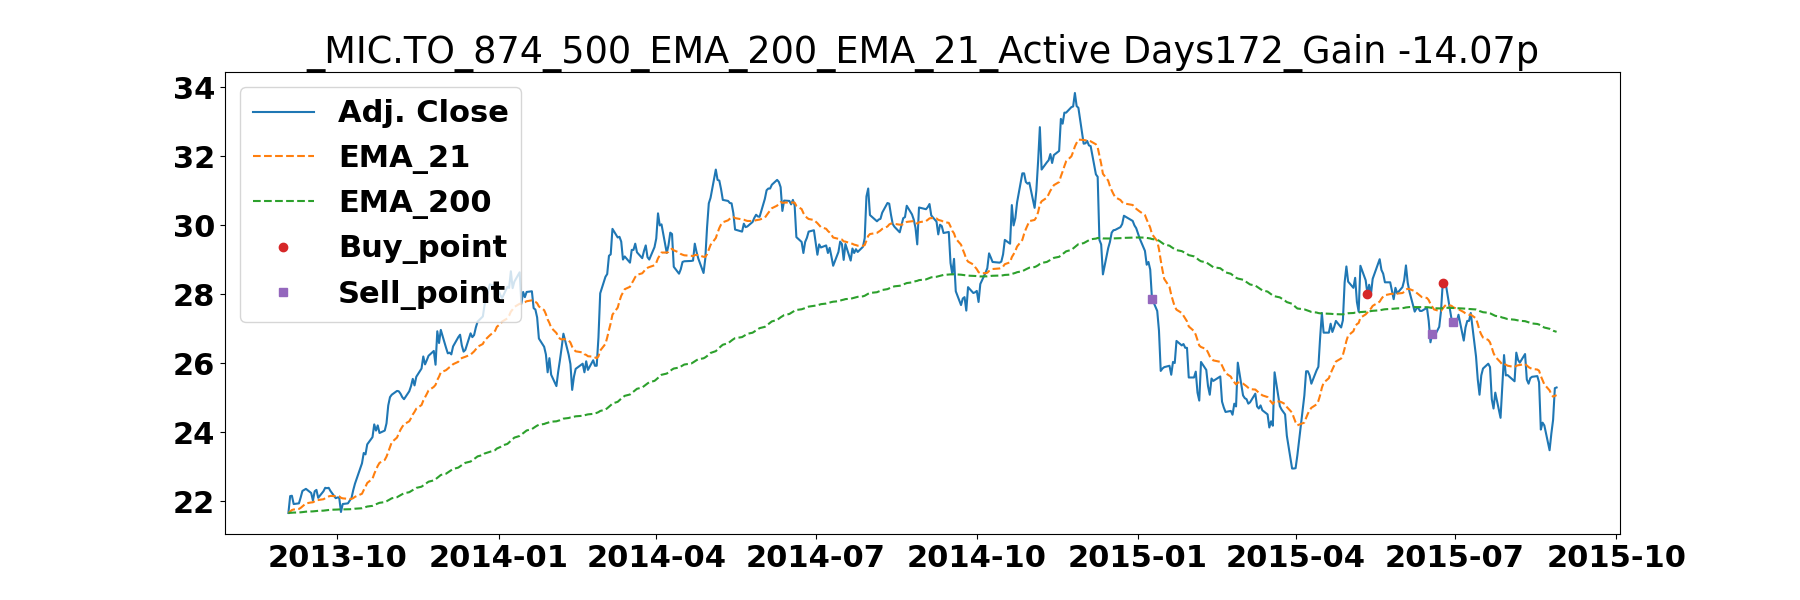 _MIC.TO_874_500_EMA_200_EMA_21_Active Days172_Gain -14.07p
34
32
30
28
26
24
22
Adj. Close
EMA_21
EMA_200
Buy_point
Sell_point
2013-10 2014-01 2014-04 2014-07 2014-10 2015-01 2015-04 2015-07 2015-10